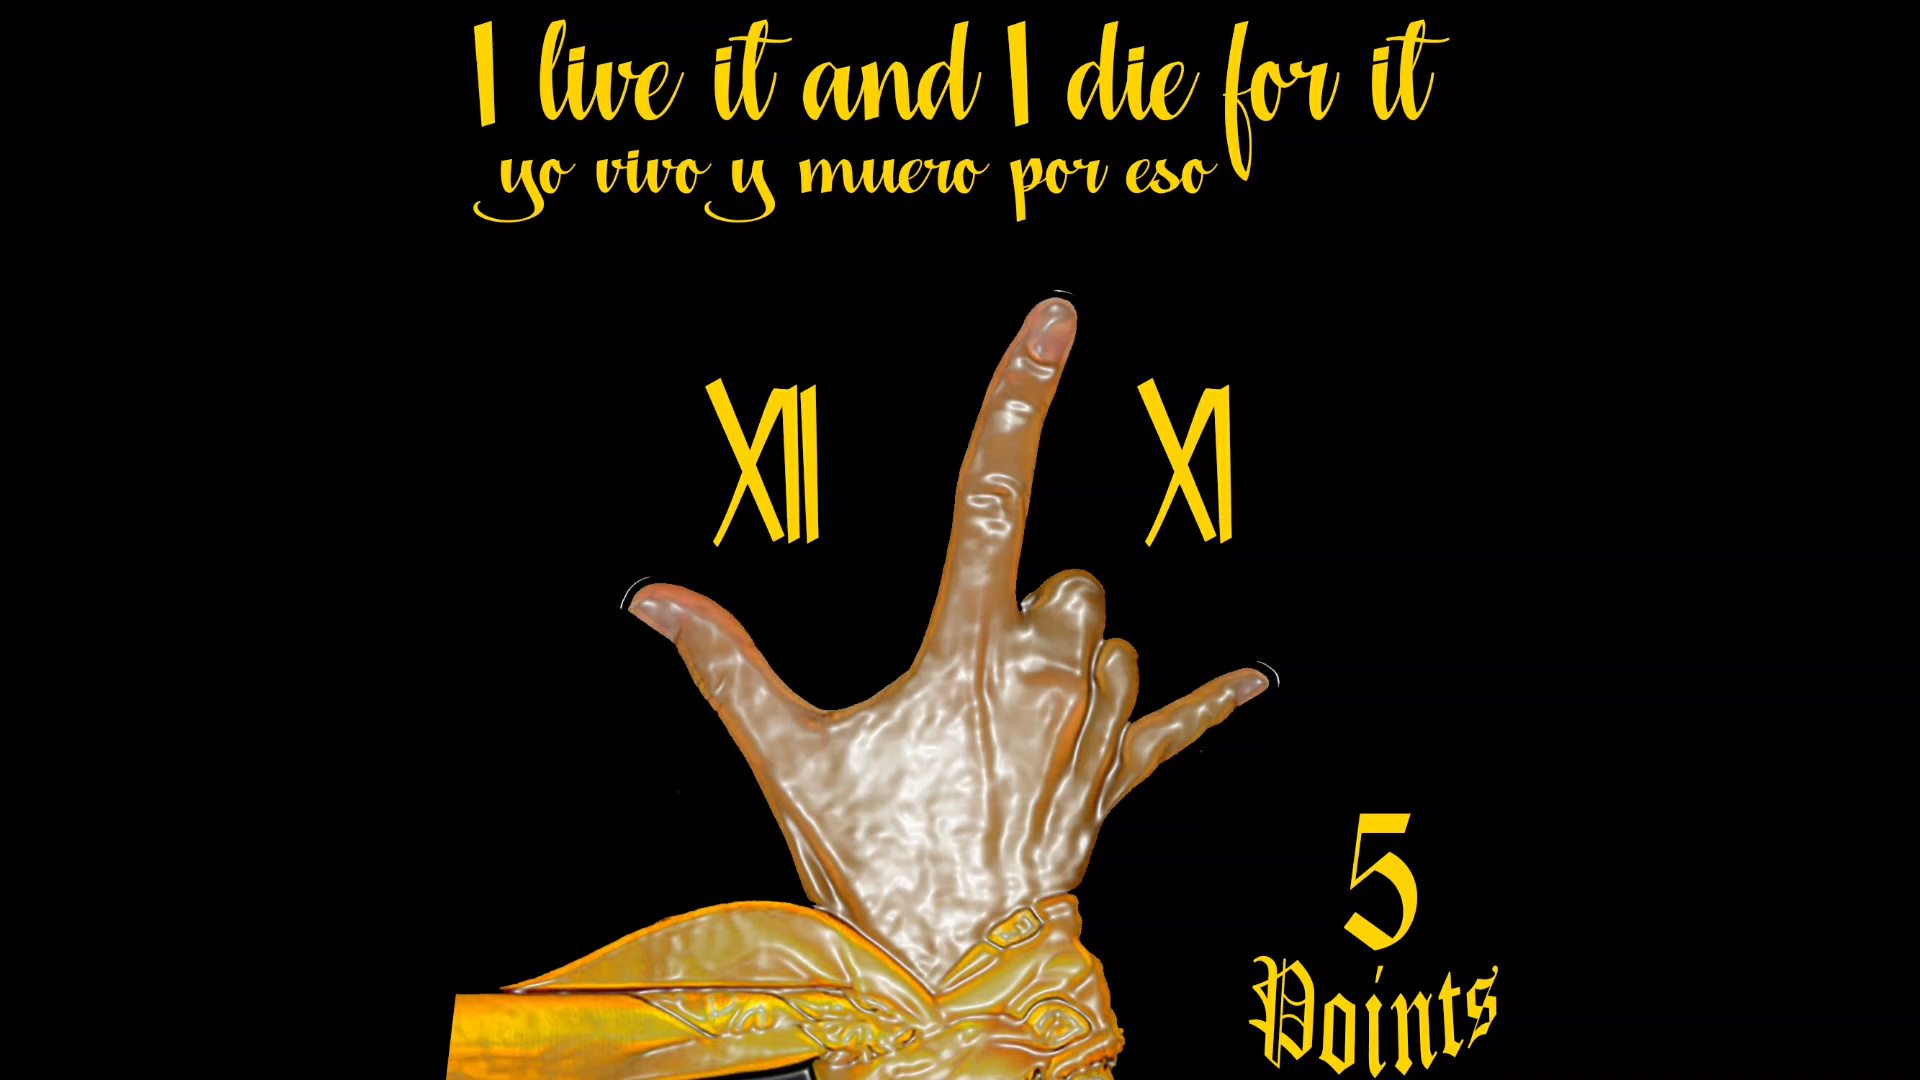 I live it and I die for it
yo vivo y muero por eso
XII XI
5
Points